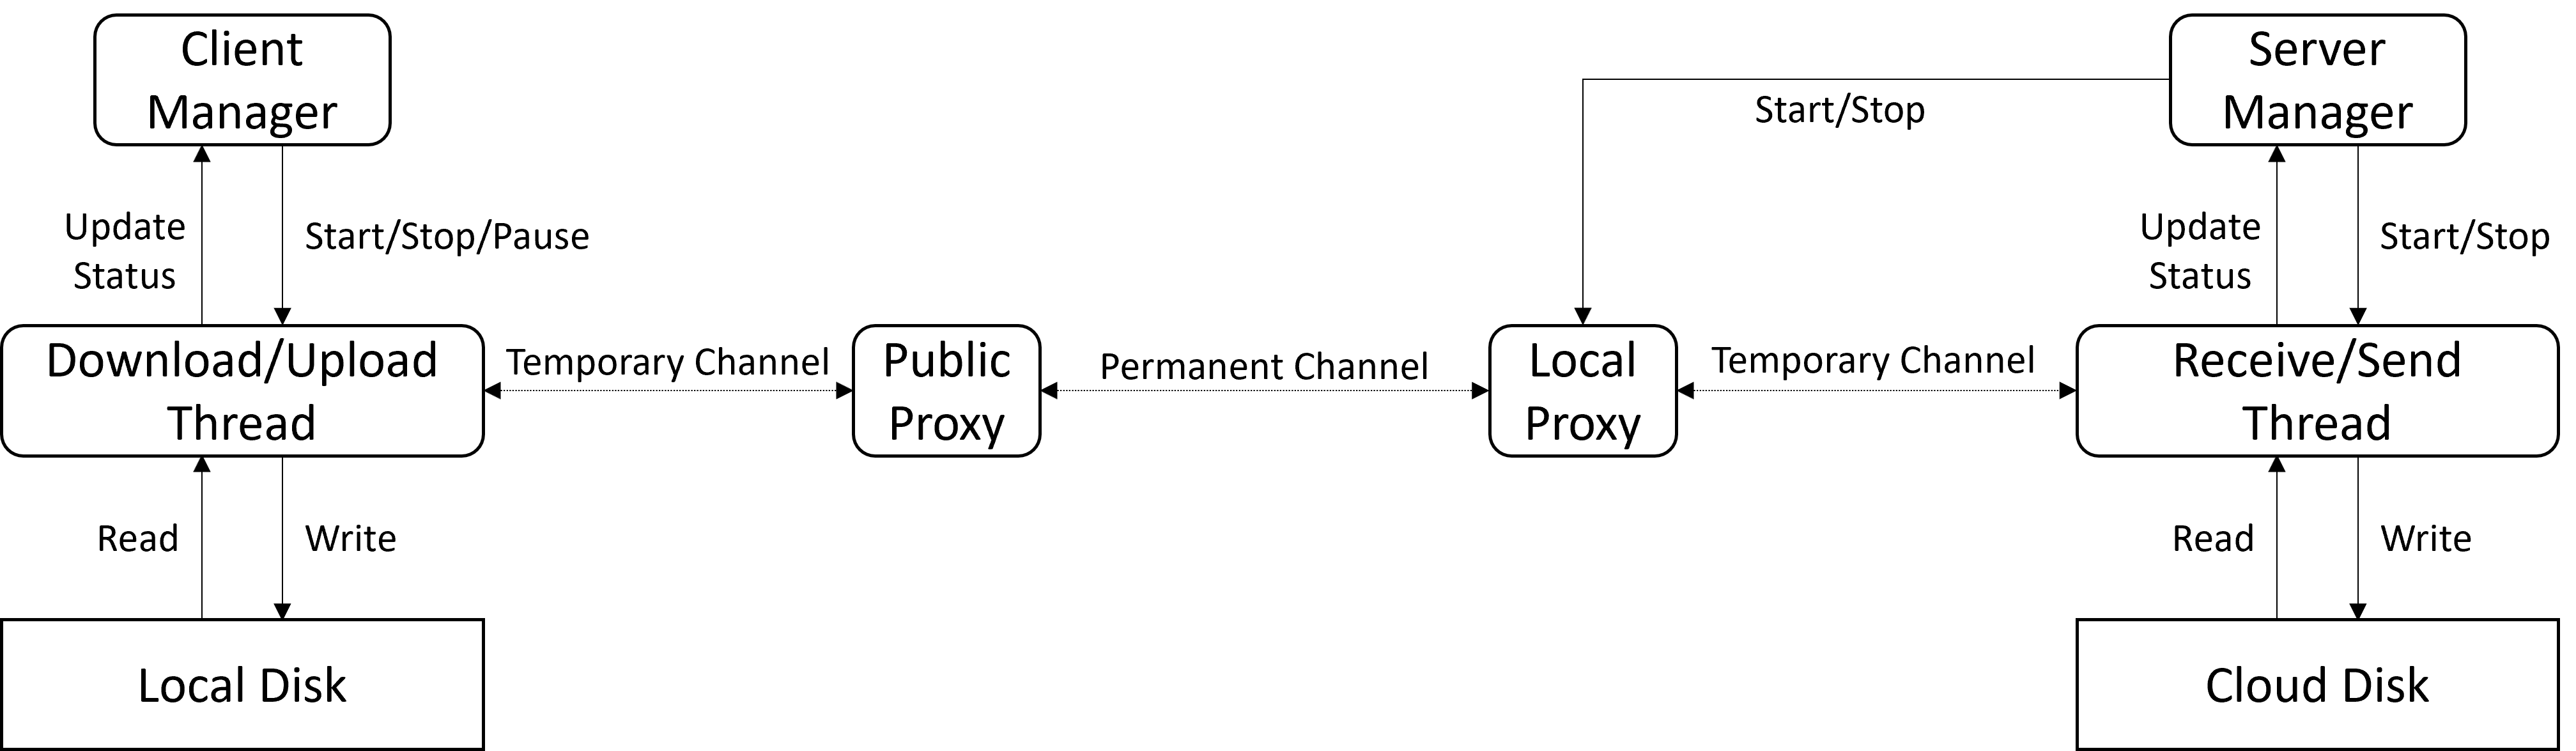 Client
Manager
Server
Manager
Start/Stop
Update
Status
Start/Stop/Pause
Update
Status
Start/Stop
Download/Upload
Thread
Temporary Channel
Public
Proxy
Permanent Channel
Local
Proxy
Temporary Channel
Receive/Send
Thread
Read
Write
Read
Write
Local Disk
Cloud Disk